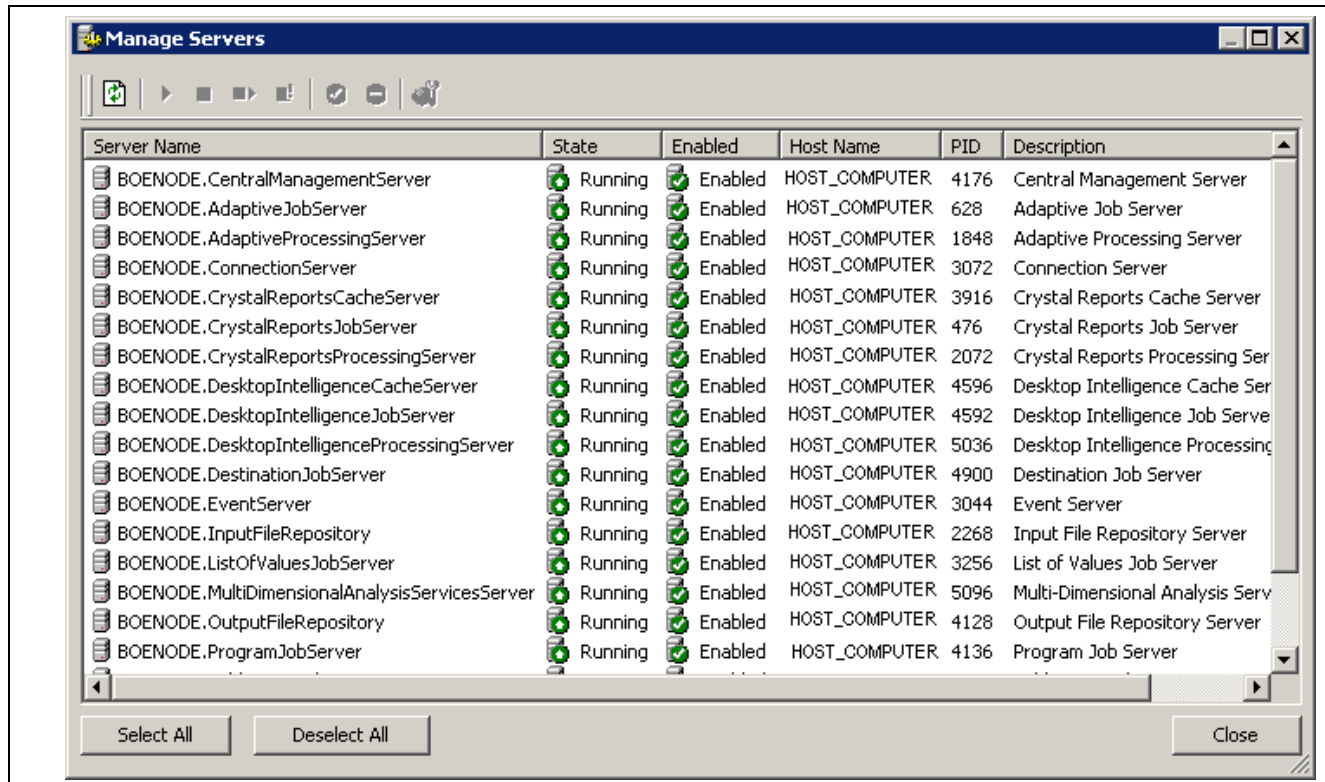 Manage Servers
Server Name State Enabled Host Name PID Description
BOENODE.CentralManagementServer Running Enabled HOST_COMPUTER 4176 Central Management Server
BOENODE.AdaptiveJobServer Running Enabled HOST_COMPUTER 628 Adaptive Job Server
BOENODE.AdaptiveProcessingServer Running Enabled HOST_COMPUTER 1848 Adaptive Processing Server
BOENODE.ConnectionServer Running Enabled HOST_COMPUTER 3072 Connection Server
BOENODE.CrystalReportsCacheServer Running Enabled HOST_COMPUTER 3916 Crystal Reports Cache Server
BOENODE.CrystalReportsJobServer Running Enabled HOST_COMPUTER 476 Crystal Reports Job Server
BOENODE.CrystalReportsProcessingServer Running Enabled HOST_COMPUTER 2072 Crystal Reports Processing Ser
BOENODE.DesktopIntelligenceCacheServer Running Enabled HOST_COMPUTER 4596 Desktop Intelligence Cache Ser
BOENODE.DesktopIntelligenceJobServer Running Enabled HOST_COMPUTER 4592 Desktop Intelligence Job Serve
BOENODE.DesktopIntelligenceProcessingServer Running Enabled HOST_COMPUTER 5036 Desktop Intelligence Processing
BOENODE.DestinationJobServer Running Enabled HOST_COMPUTER 4900 Destination Job Server
BOENODE.EventServer Running Enabled HOST_COMPUTER 3044 Event Server
BOENODE.InputFileRepository Running Enabled HOST_COMPUTER 2268 Input File Repository Server
BOENODE.ListOfValuesJobServer Running Enabled HOST_COMPUTER 3256 List of Values Job Server
BOENODE.MultiDimensionalAnalysisServicesServer Running Enabled HOST_COMPUTER 5096 Multi-Dimensional Analysis Serv
BOENODE.OutputFileRepository Running Enabled HOST_COMPUTER 4128 Output File Repository Server
BOENODE.ProgramJobServer Running Enabled HOST_COMPUTER 4136 Program Job Server
Select All Deselect All Close